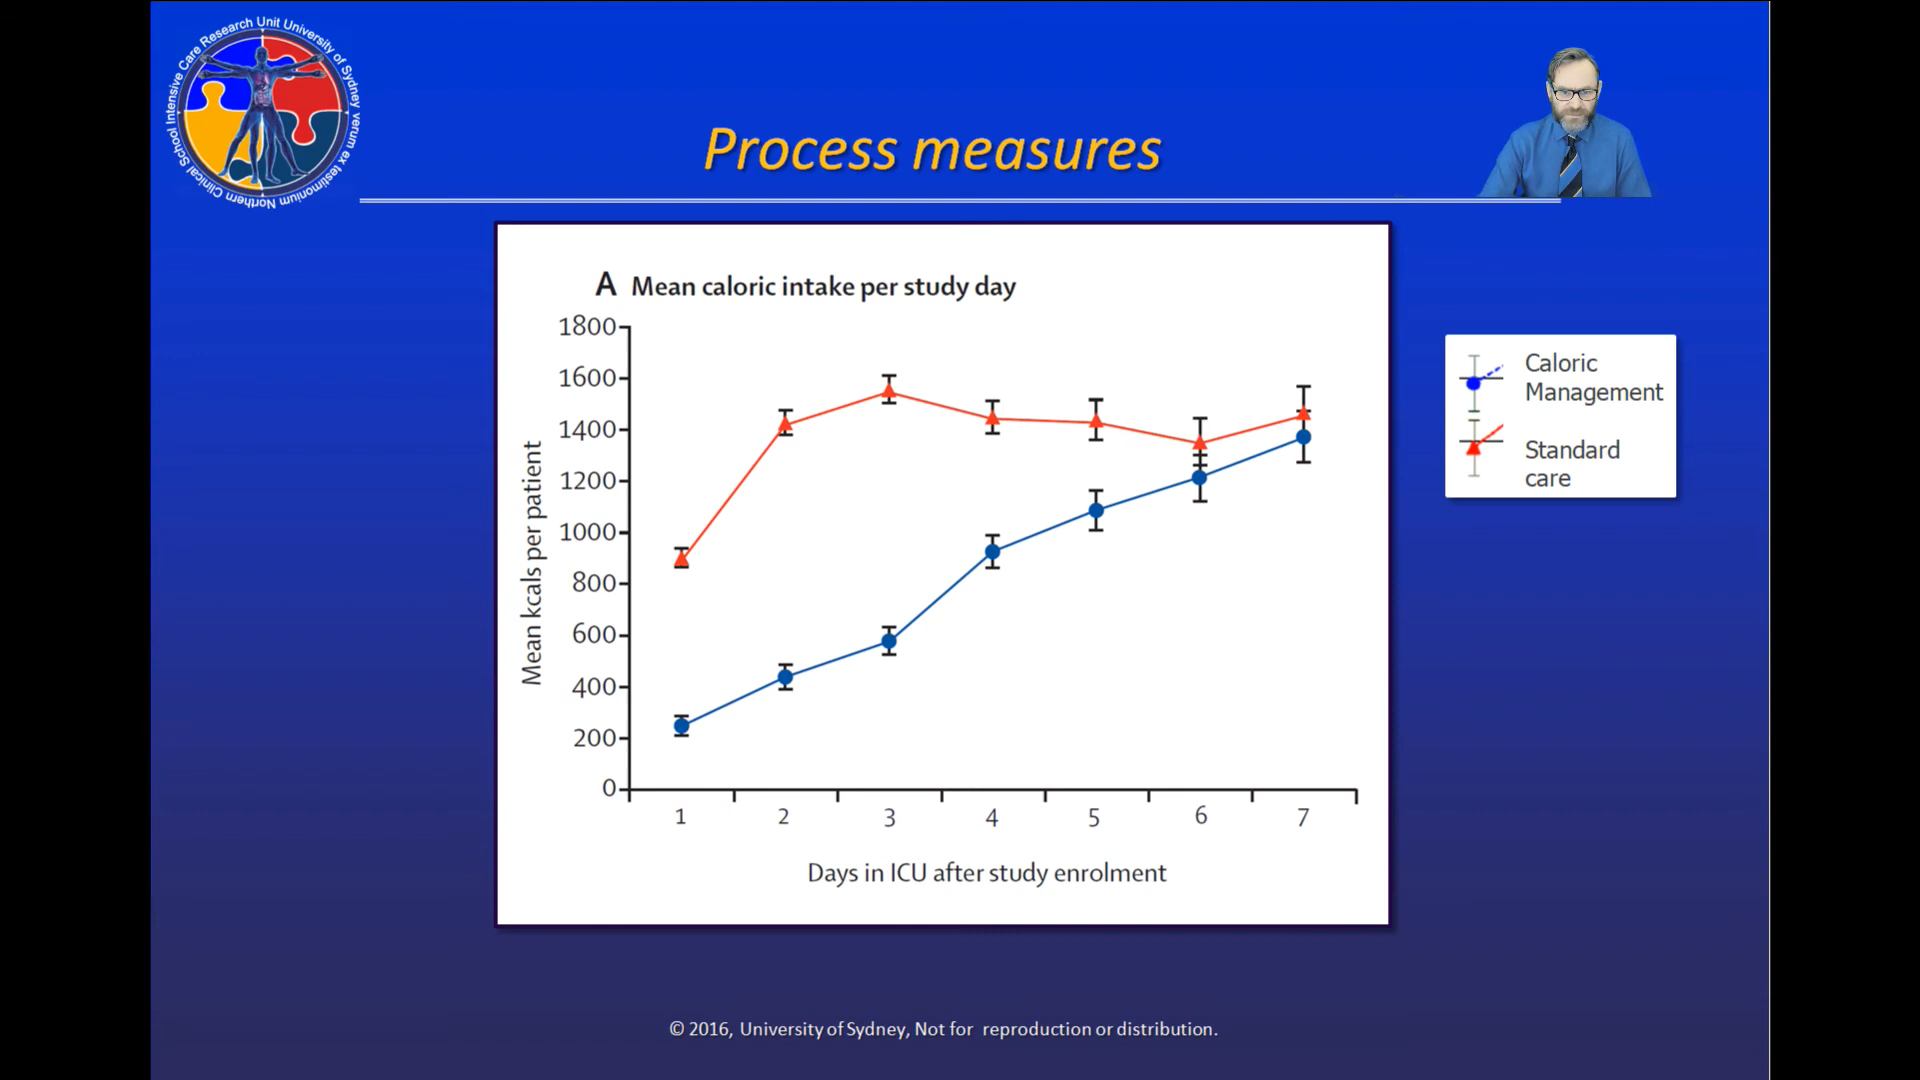 Northern Clinical School Intensive Care Research Unit University of Sydney verum ex testimonium
Process measures
A Mean caloric intake per study day
1800
1600
1400
1200
1000
800
600
400
200
0
Mean kcals per patient
1 2 3 4 5 6 7
Days in ICU after study enrolment
Caloric
Management
Standard
care
© 2016, University of Sydney, Not for reproduction or distribution.